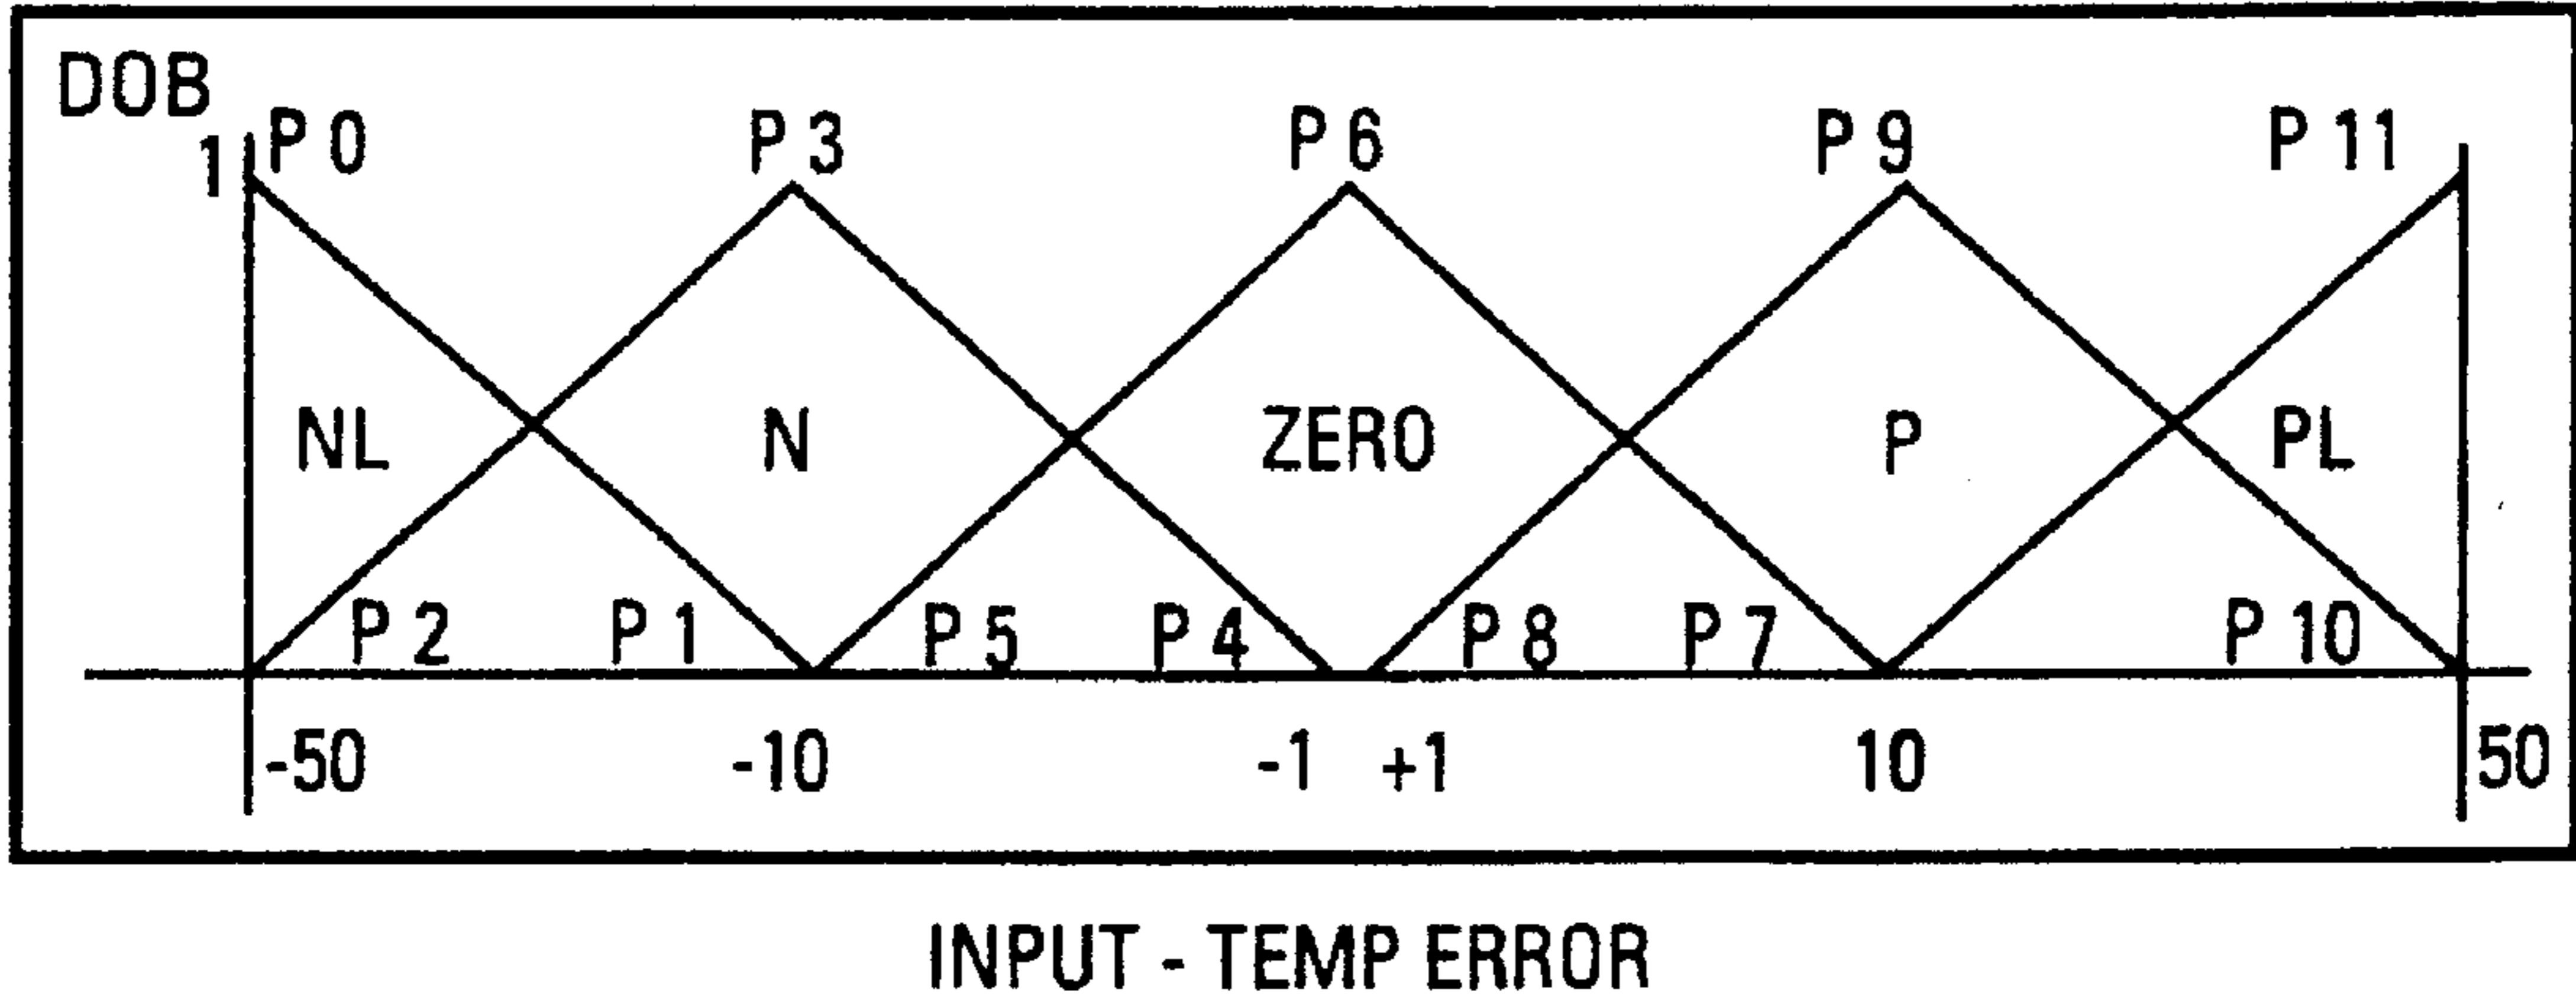 DOB
1 P 0 P 3 P 6 P 9 P 11
NL N ZERO P PL
P 2 P 1 P 5 P 4 P 8 P 7 P 10
-50 -10 -1 +1 10 50
INPUT - TEMP ERROR